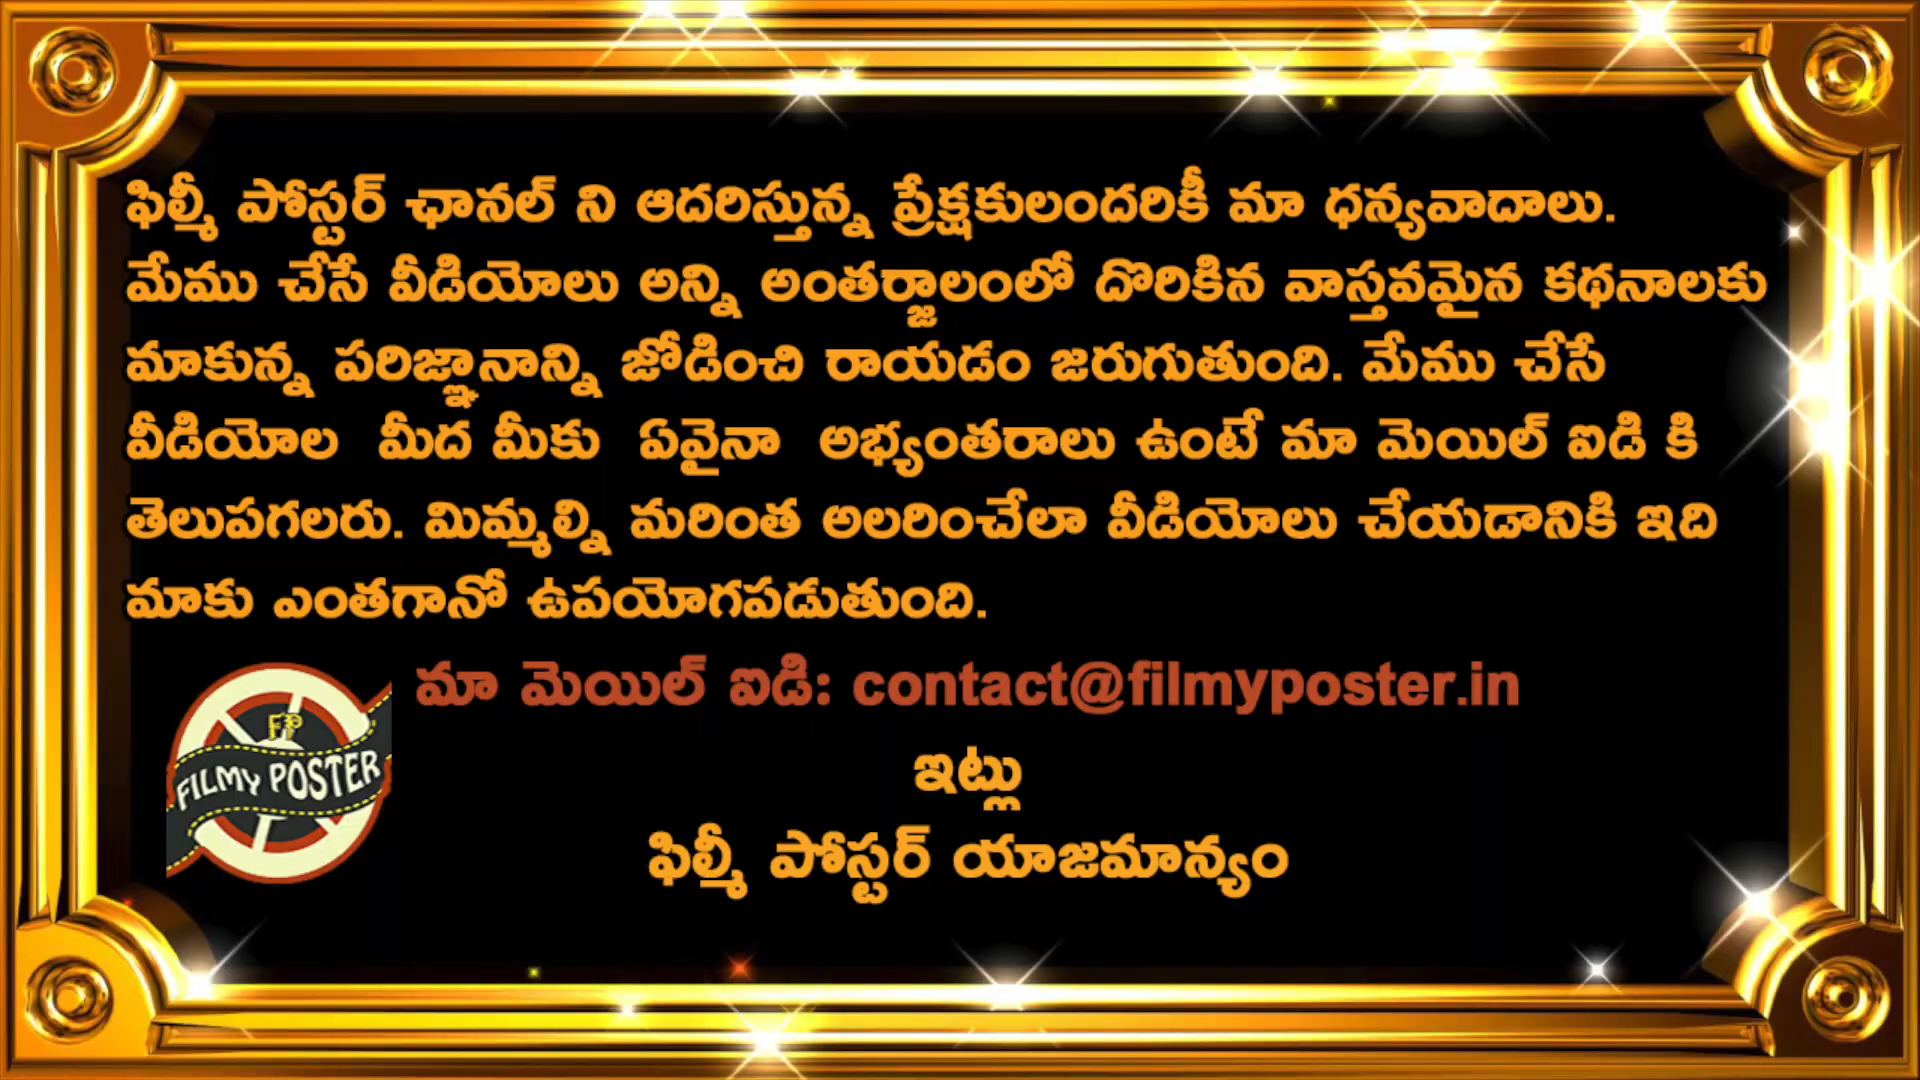 ఫిల్మీ పోస్టర్ ఛానల్ ని ఆదరిస్తున్న ప్రేక్షకులందరికీ మా ధన్యవాదాలు.
మేము చేసే వీడియోలు అన్ని అంతర్జాలంలో దొరికిన వాస్తవమైన కథనాలకు
మాకున్న పరిజ్ఞానాన్ని జోడించి రాయడం జరుగుతుంది. మేము చేసే
వీడియోల మీద మీకు ఏవైనా అభ్యంతరాలు ఉంటే మా మెయిల్ ఐడి కి
తెలుపగలరు. మిమ్మల్ని మరింత అలరించేలా వీడియోలు చేయడానికి ఇది
మాకు ఎంతగానో ఉపయోగపడుతుంది.
మా మెయిల్ ఐడి: contact@filmyposter.in
FP
FILMY POSTER
ఇట్లు
ఫిల్మీ పోస్టర్ యాజమాన్యం